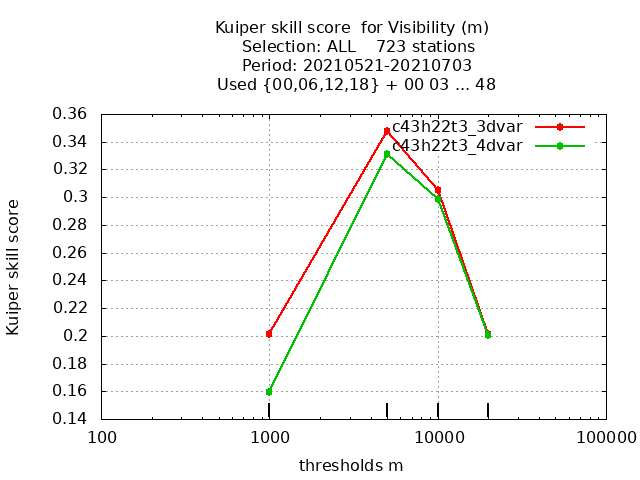 Kuiper skill score  for Visibility (m)
Selection: ALL    723 stations
Period: 20210521-20210703
Used {00,06,12,18} + 00 03 ... 48
c43h22t3_3dvar
c43h22t3_4dvar
Kuiper skill score
0.36
0.34
0.32
0.3
0.28
0.26
0.24
0.22
0.2
0.18
0.16
0.14
100
1000
10000
100000
thresholds m